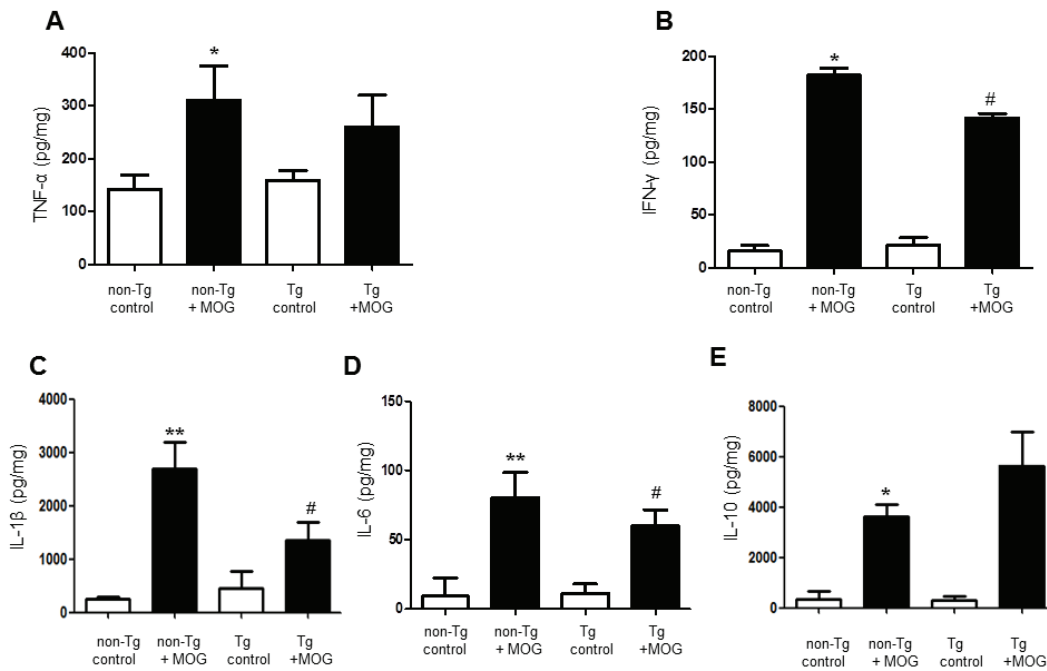 A
TNF-α (pg/mg)
400
300
200
100
0
*
non-Tg control
non-Tg + MOG
Tg control
Tg +MOG
B
IFN-γ (pg/mg)
200
150
100
50
0
*
#
non-Tg control
non-Tg + MOG
Tg control
Tg +MOG
C
IL-1β (pg/mg)
4000
3000
2000
1000
0
**
#
non-Tg control
non-Tg + MOG
Tg control
Tg +MOG
D
IL-6 (pg/mg)
150
100
50
0
**
#
non-Tg control
non-Tg + MOG
Tg control
Tg +MOG
E
IL-10 (pg/mg)
8000
6000
4000
2000
0
*
non-Tg control
non-Tg + MOG
Tg control
Tg +MOG